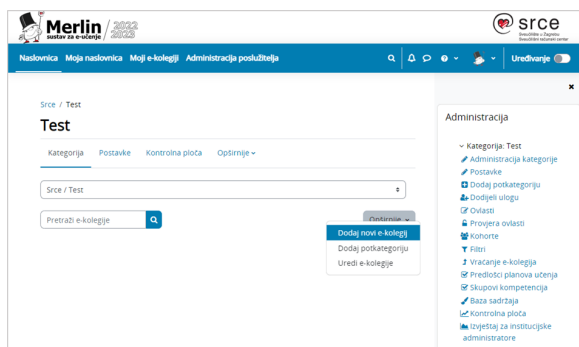 Merlin / 2022 2023
sustav za e-učenje
srce
Sveučilište u Zagrebu
Sveučilišni računski centar
Naslovnica Moja naslovnica Moji e-kolegiji Administracija poslužitelja Uređivanje
Srce / Test
Test
Kategorija Postavke Kontrolna ploča Opširnije
Srce / Test
Pretraži e-kolegije
Opširnije
Dodaj novi e-kolegij
Dodaj potkategoriju
Uredi e-kolegije
Administracija
Kategorija: Test
Administracija kategorije
Postavke
Dodaj potkategoriju
Dodijeli ulogu
Ovlasti
Provjera ovlasti
Kohorte
Filtri
Vraćanje e-kolegija
Predlošci planova učenja
Skupovi kompetencija
Baza sadržaja
Kontrolna ploča
Izvještaj za institucijske
administratore